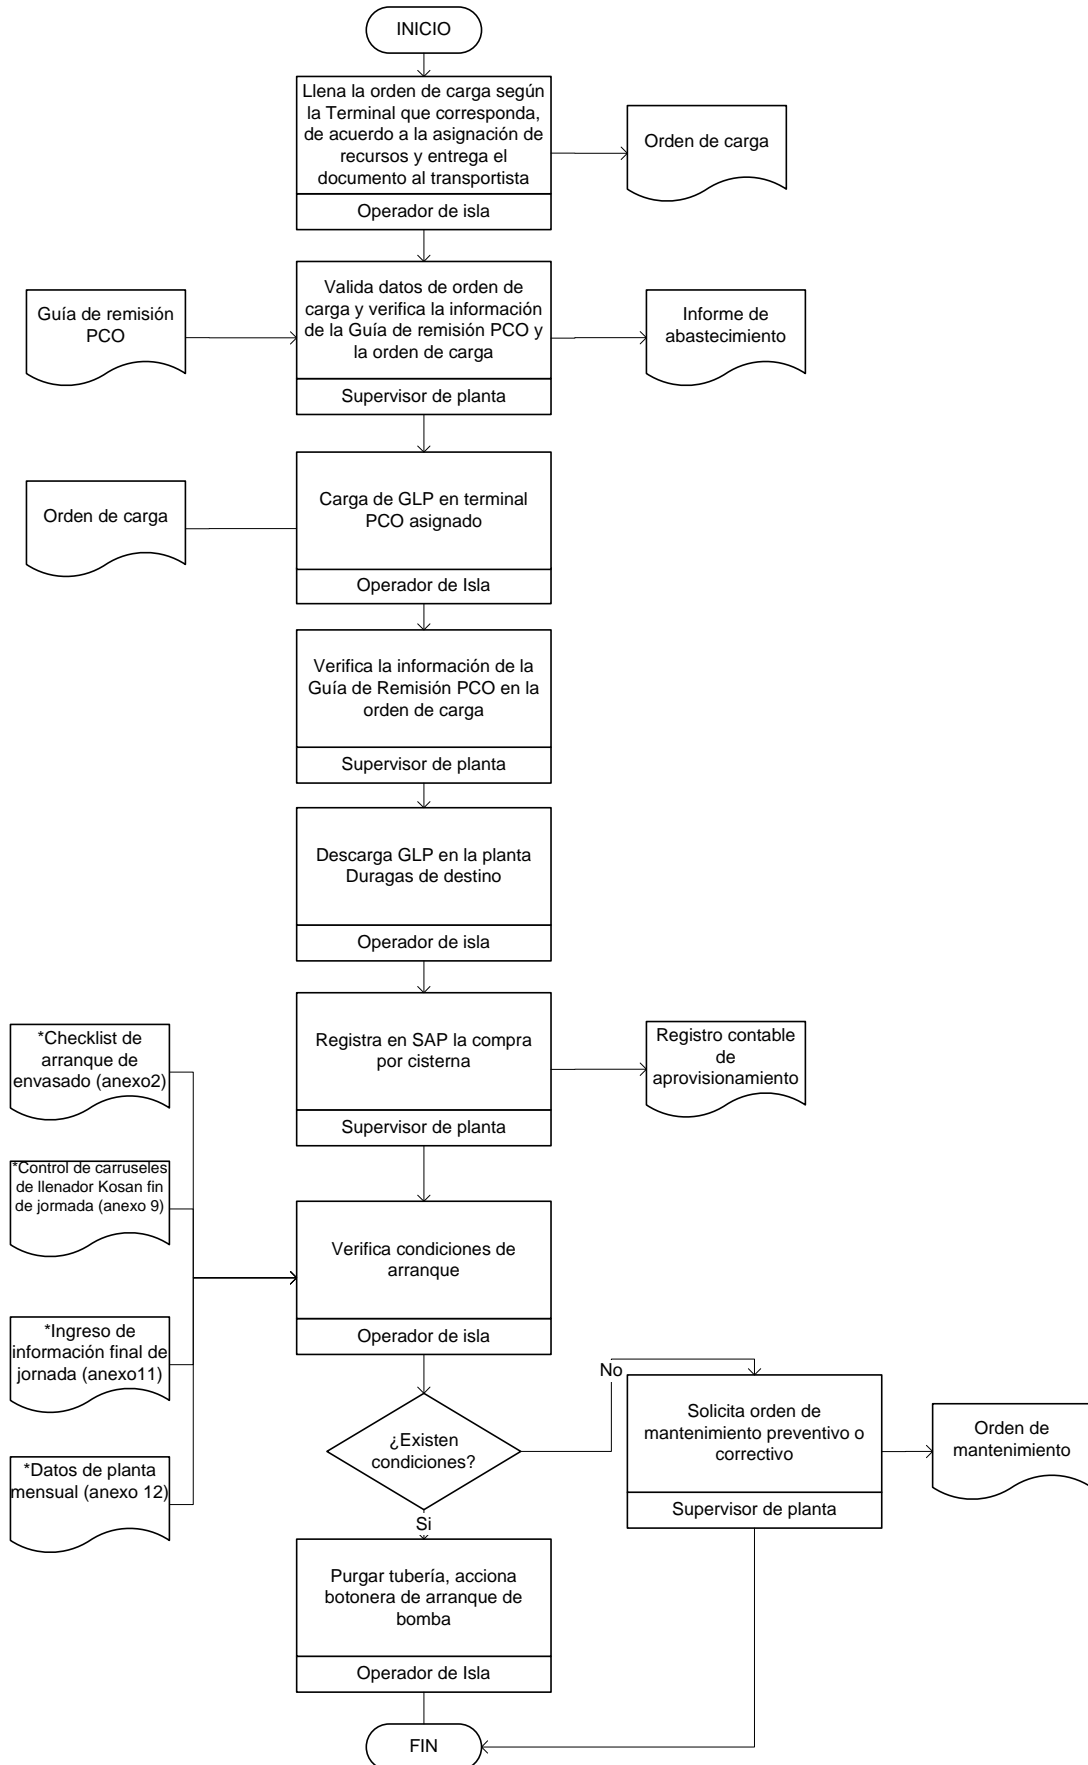 INICIO
Llena la orden de carga según
la Terminal que corresponda,
de acuerdo a la asignación de
recursos y entrega el
documento al transportista
Operador de isla
Orden de carga
Guía de remisión
PCO
Valida datos de orden de
carga y verifica la información
de la Guía de remisión PCO y
la orden de carga
Supervisor de planta
Informe de
abastecimiento
Orden de carga
Carga de GLP en terminal
PCO asignado
Operador de Isla
Verifica la información de la
Guía de Remisión PCO en la
orden de carga
Supervisor de planta
Descarga GLP en la planta
Duragas de destino
Operador de isla
Registra en SAP la compra
por cisterna
Supervisor de planta
Registro contable
de
aprovisionamiento
*Checklist de
arranque de
envasado (anexo2)
*Control de carruseles
de llenador Kosan fin
de jormada (anexo 9)
*Ingreso de
información final de
jornada (anexo11)
*Datos de planta
mensual (anexo 12)
Verifica condiciones de
arranque
Operador de isla
¿Existen
condiciones?
No
Solicita orden de
mantenimiento preventivo o
correctivo
Supervisor de planta
Orden de
mantenimiento
Si
Purgar tubería, acciona
botonera de arranque de
bomba
Operador de Isla
FIN